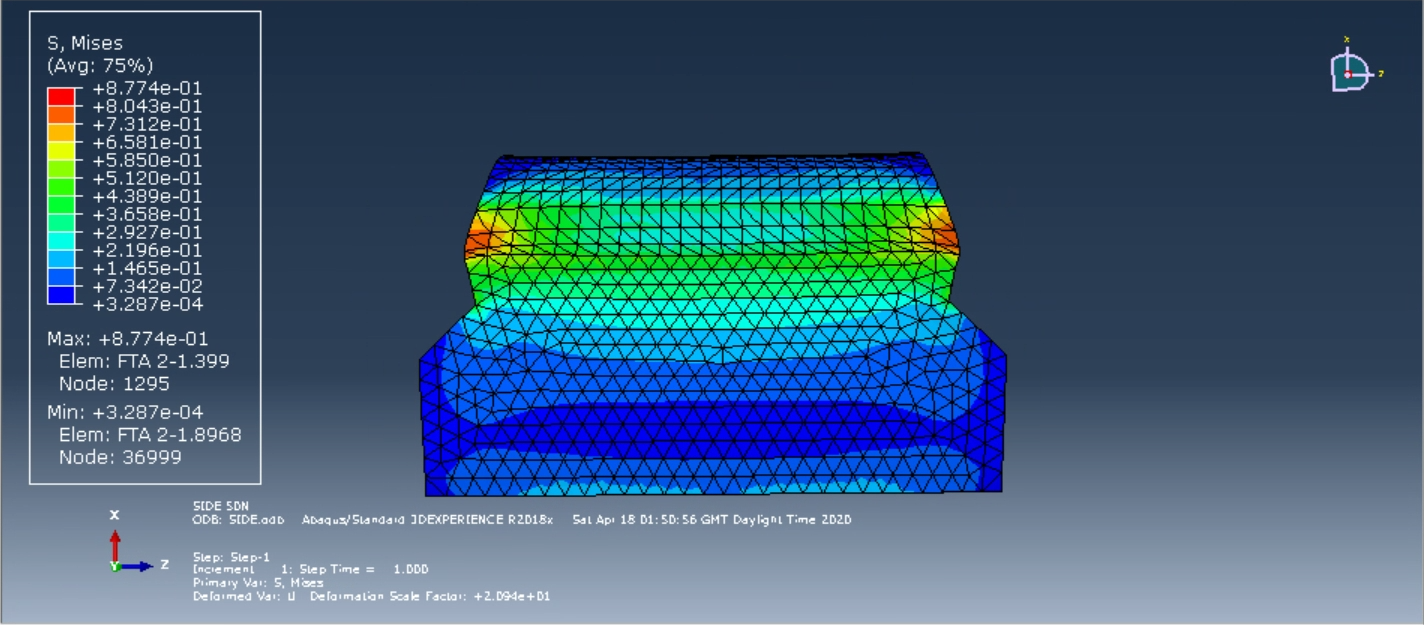 S, Mises
(Avg: 75%)
+8.774e-01
+8.043e-01
+7.312e-01
+6.581e-01
+5.850e-01
+5.120e-01
+4.389e-01
+3.658e-01
+2.927e-01
+2.196e-01
+1.465e-01
+7.342e-02
+3.287e-04
Max: +8.774e-01
Elem: FTA 2-1.399
Node: 1295
Min: +3.287e-04
Elem: FTA 2-1.8968
Node: 36999
X
Z
X
Y
Z
SIDE SDN
ODB: SIDE.odb Abaqus/Standard 3DEXPERIENCE R2018x Sat Apr 18 01:50:56 GMT Daylight Time 2020
Step: Step-1
Increment 1: Step Time = 1.000
Primary Var: S, Mises
Deformed Var: U Deformation Scale Factor: +2.094e+01